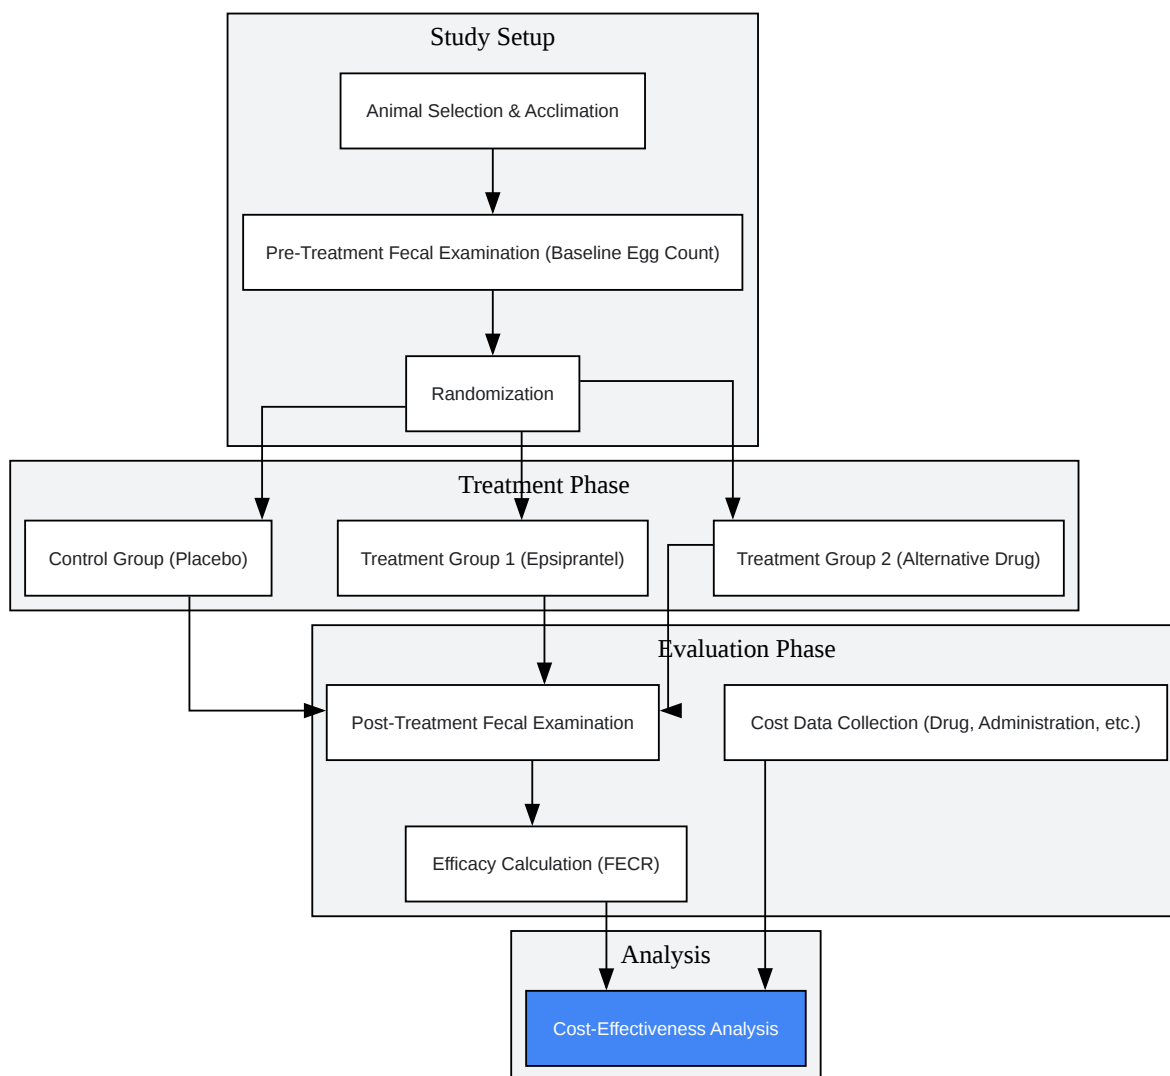 Study Setup
Animal Selection & Acclimation
Pre-Treatment Fecal Examination (Baseline Egg Count)
Randomization
Treatment Phase
Control Group (Placebo)
Treatment Group 1 (Epsiprantel)
Treatment Group 2 (Alternative Drug)
Evaluation Phase
Post-Treatment Fecal Examination
Cost Data Collection (Drug, Administration, etc.)
Efficacy Calculation (FECR)
Analysis
Cost-Effectiveness Analysis